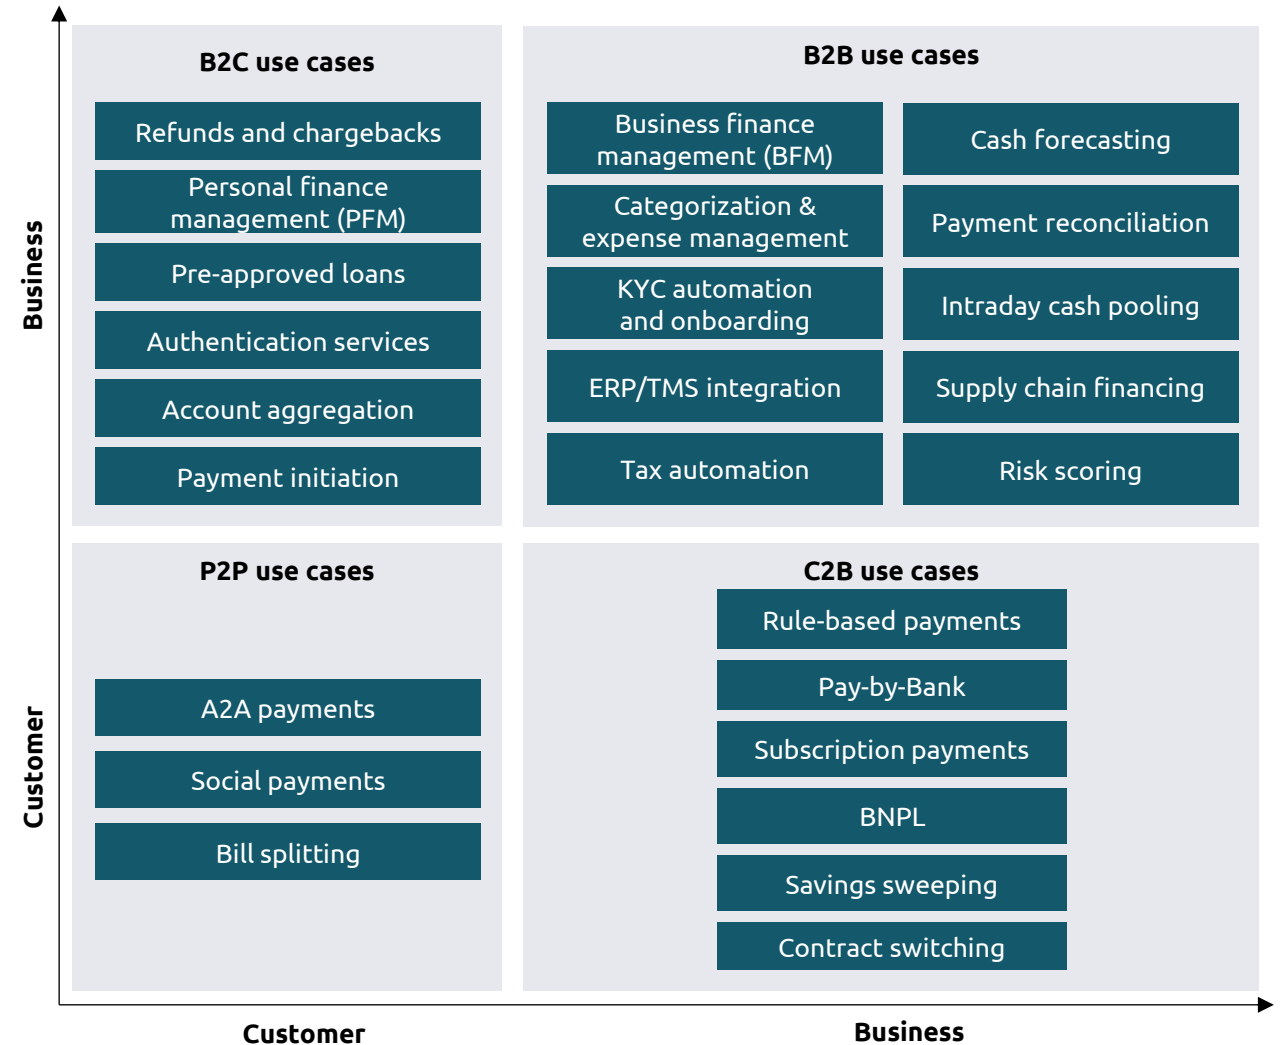 Business
Customer
B2C use cases
Refunds and chargebacks
Personal finance
management (PFM)
Pre-approved loans
Authentication services
Account aggregation
Payment initiation
B2B use cases
Business finance
management (BFM)
Categorization &
expense management
KYC automation
and onboarding
ERP/TMS integration
Tax automation
Cash forecasting
Payment reconciliation
Intraday cash pooling
Supply chain financing
Risk scoring
P2P use cases
A2A payments
Social payments
Bill splitting
C2B use cases
Rule-based payments
Pay-by-Bank
Subscription payments
BNPL
Savings sweeping
Contract switching
Customer
Business